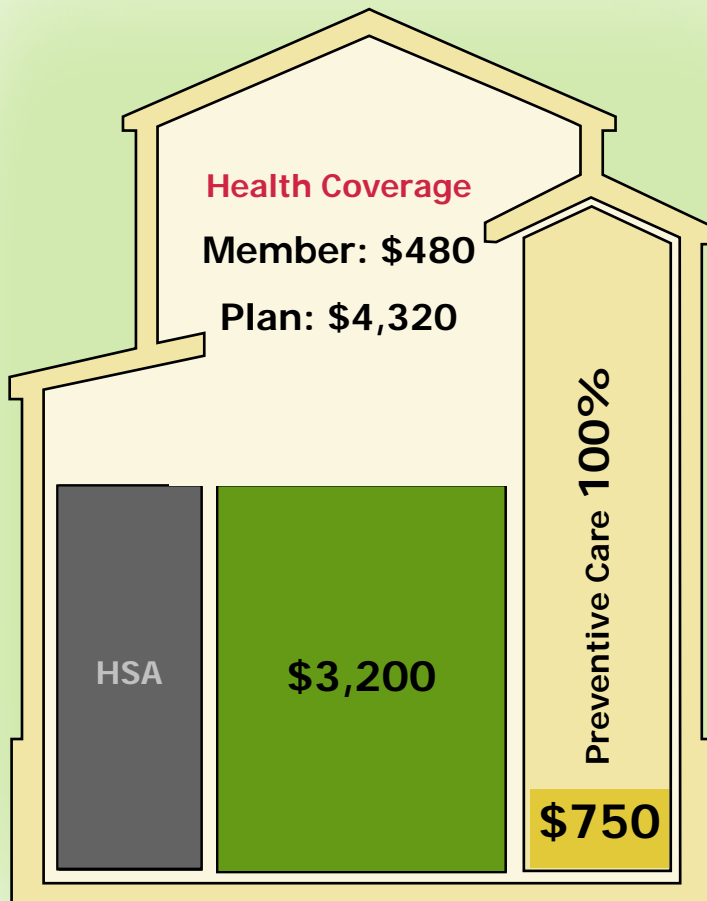 Health Coverage
Member: $480
Plan: $4,320
HSA
$3,200
Preventive Care 100%
$750